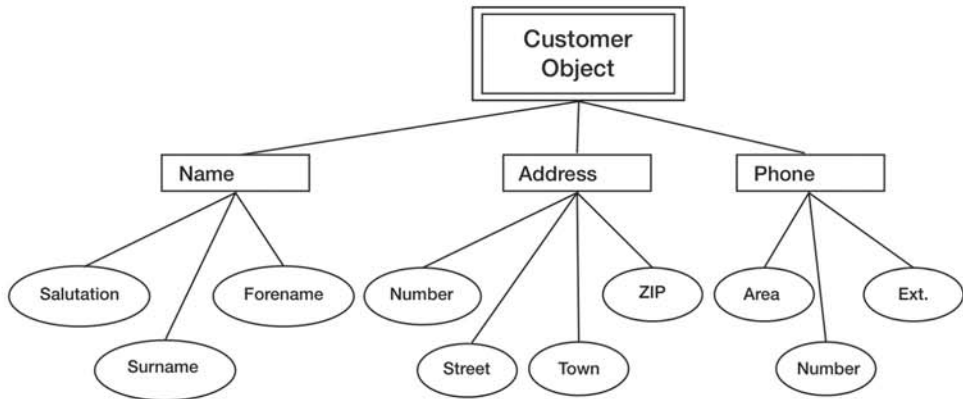 Customer
Object
Name
Address
Phone
Salutation
Forename
Number
ZIP
Area
Ext.
Surname
Street
Town
Number